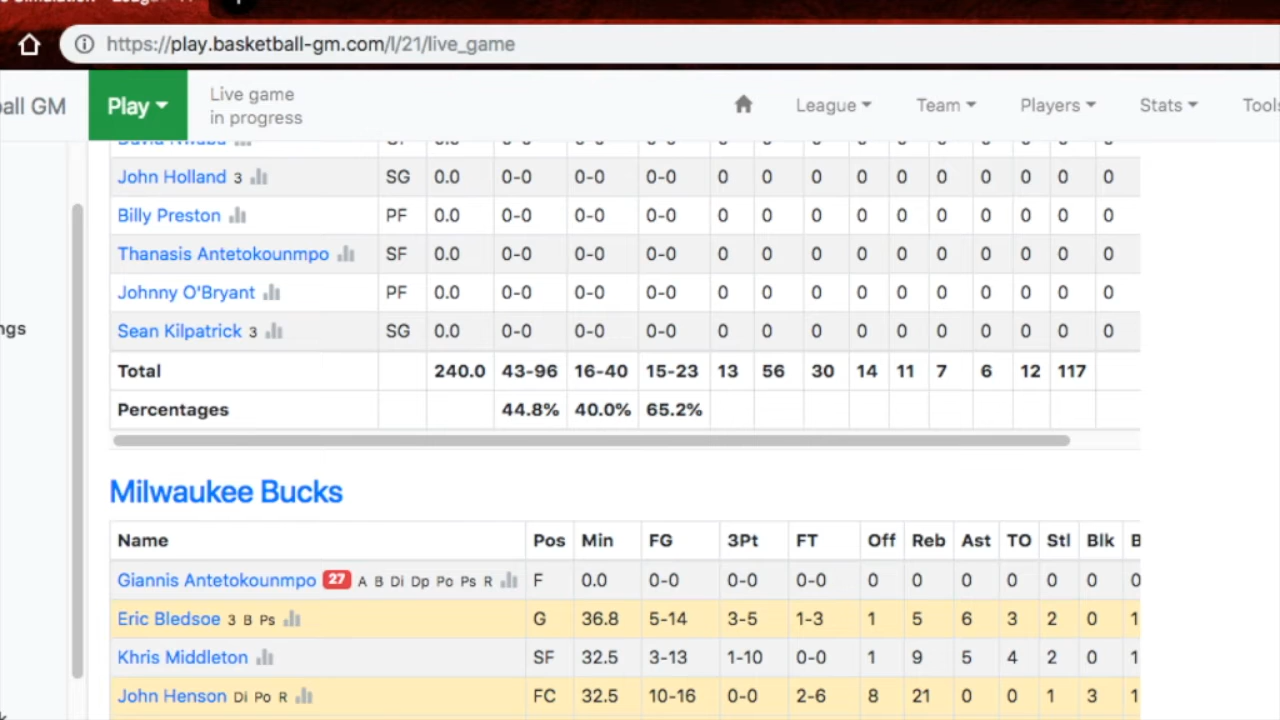 https://play.basketball-gm.com/l/21/live_game
ball GM Play Live game in progress League Team Players Stats Tools
John Holland 3 SG 0.0 0-0 0-0 0-0 0 0 0 0 0 0 0 0 0
Billy Preston PF 0.0 0-0 0-0 0-0 0 0 0 0 0 0 0 0 0
Thanasis Antetokounmpo SF 0.0 0-0 0-0 0-0 0 0 0 0 0 0 0 0 0
Johnny O'Bryant PF 0.0 0-0 0-0 0-0 0 0 0 0 0 0 0 0 0
ngs
Sean Kilpatrick 3 SG 0.0 0-0 0-0 0-0 0 0 0 0 0 0 0 0 0
Total 240.0 43-96 16-40 15-23 13 56 30 14 11 7 6 12 117
Percentages 44.8% 40.0% 65.2%
Milwaukee Bucks
Name Pos Min FG 3Pt FT Off Reb Ast TO Stl Blk B
Giannis Antetokounmpo 27 A B Di Dp Po Ps R F 0.0 0-0 0-0 0-0 0 0 0 0 0 0 0
Eric Bledsoe 3 B Ps G 36.8 5-14 3-5 1-3 1 5 6 3 2 0 1
Khris Middleton SF 32.5 3-13 1-10 0-0 1 9 5 4 2 0 1
John Henson Di Po R FC 32.5 10-16 0-0 2-6 8 21 0 0 1 3 1